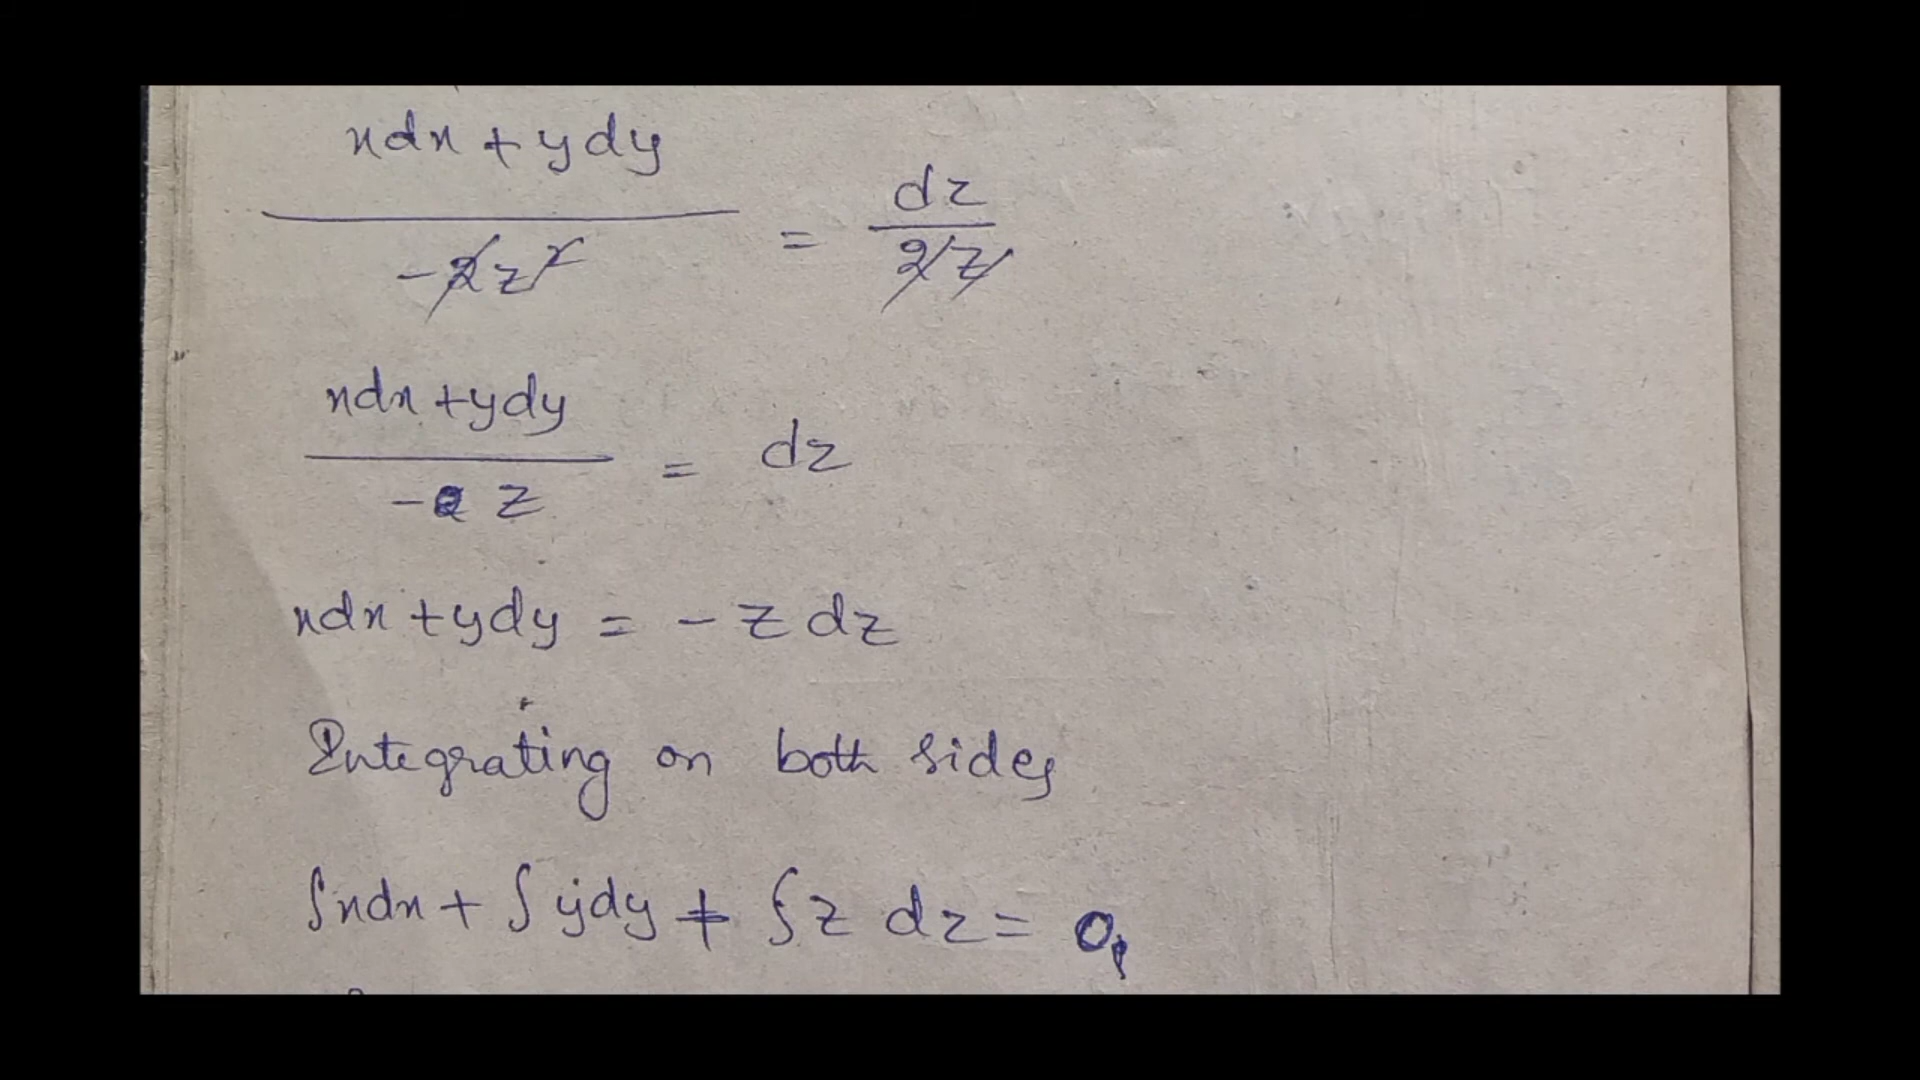 xdx + ydy
-2z² = dz/2z
xdx + ydy
-z = dz
xdx + ydy = - z dz
Integrating on both sides
∫xdx + ∫ydy + ∫z dz = 0